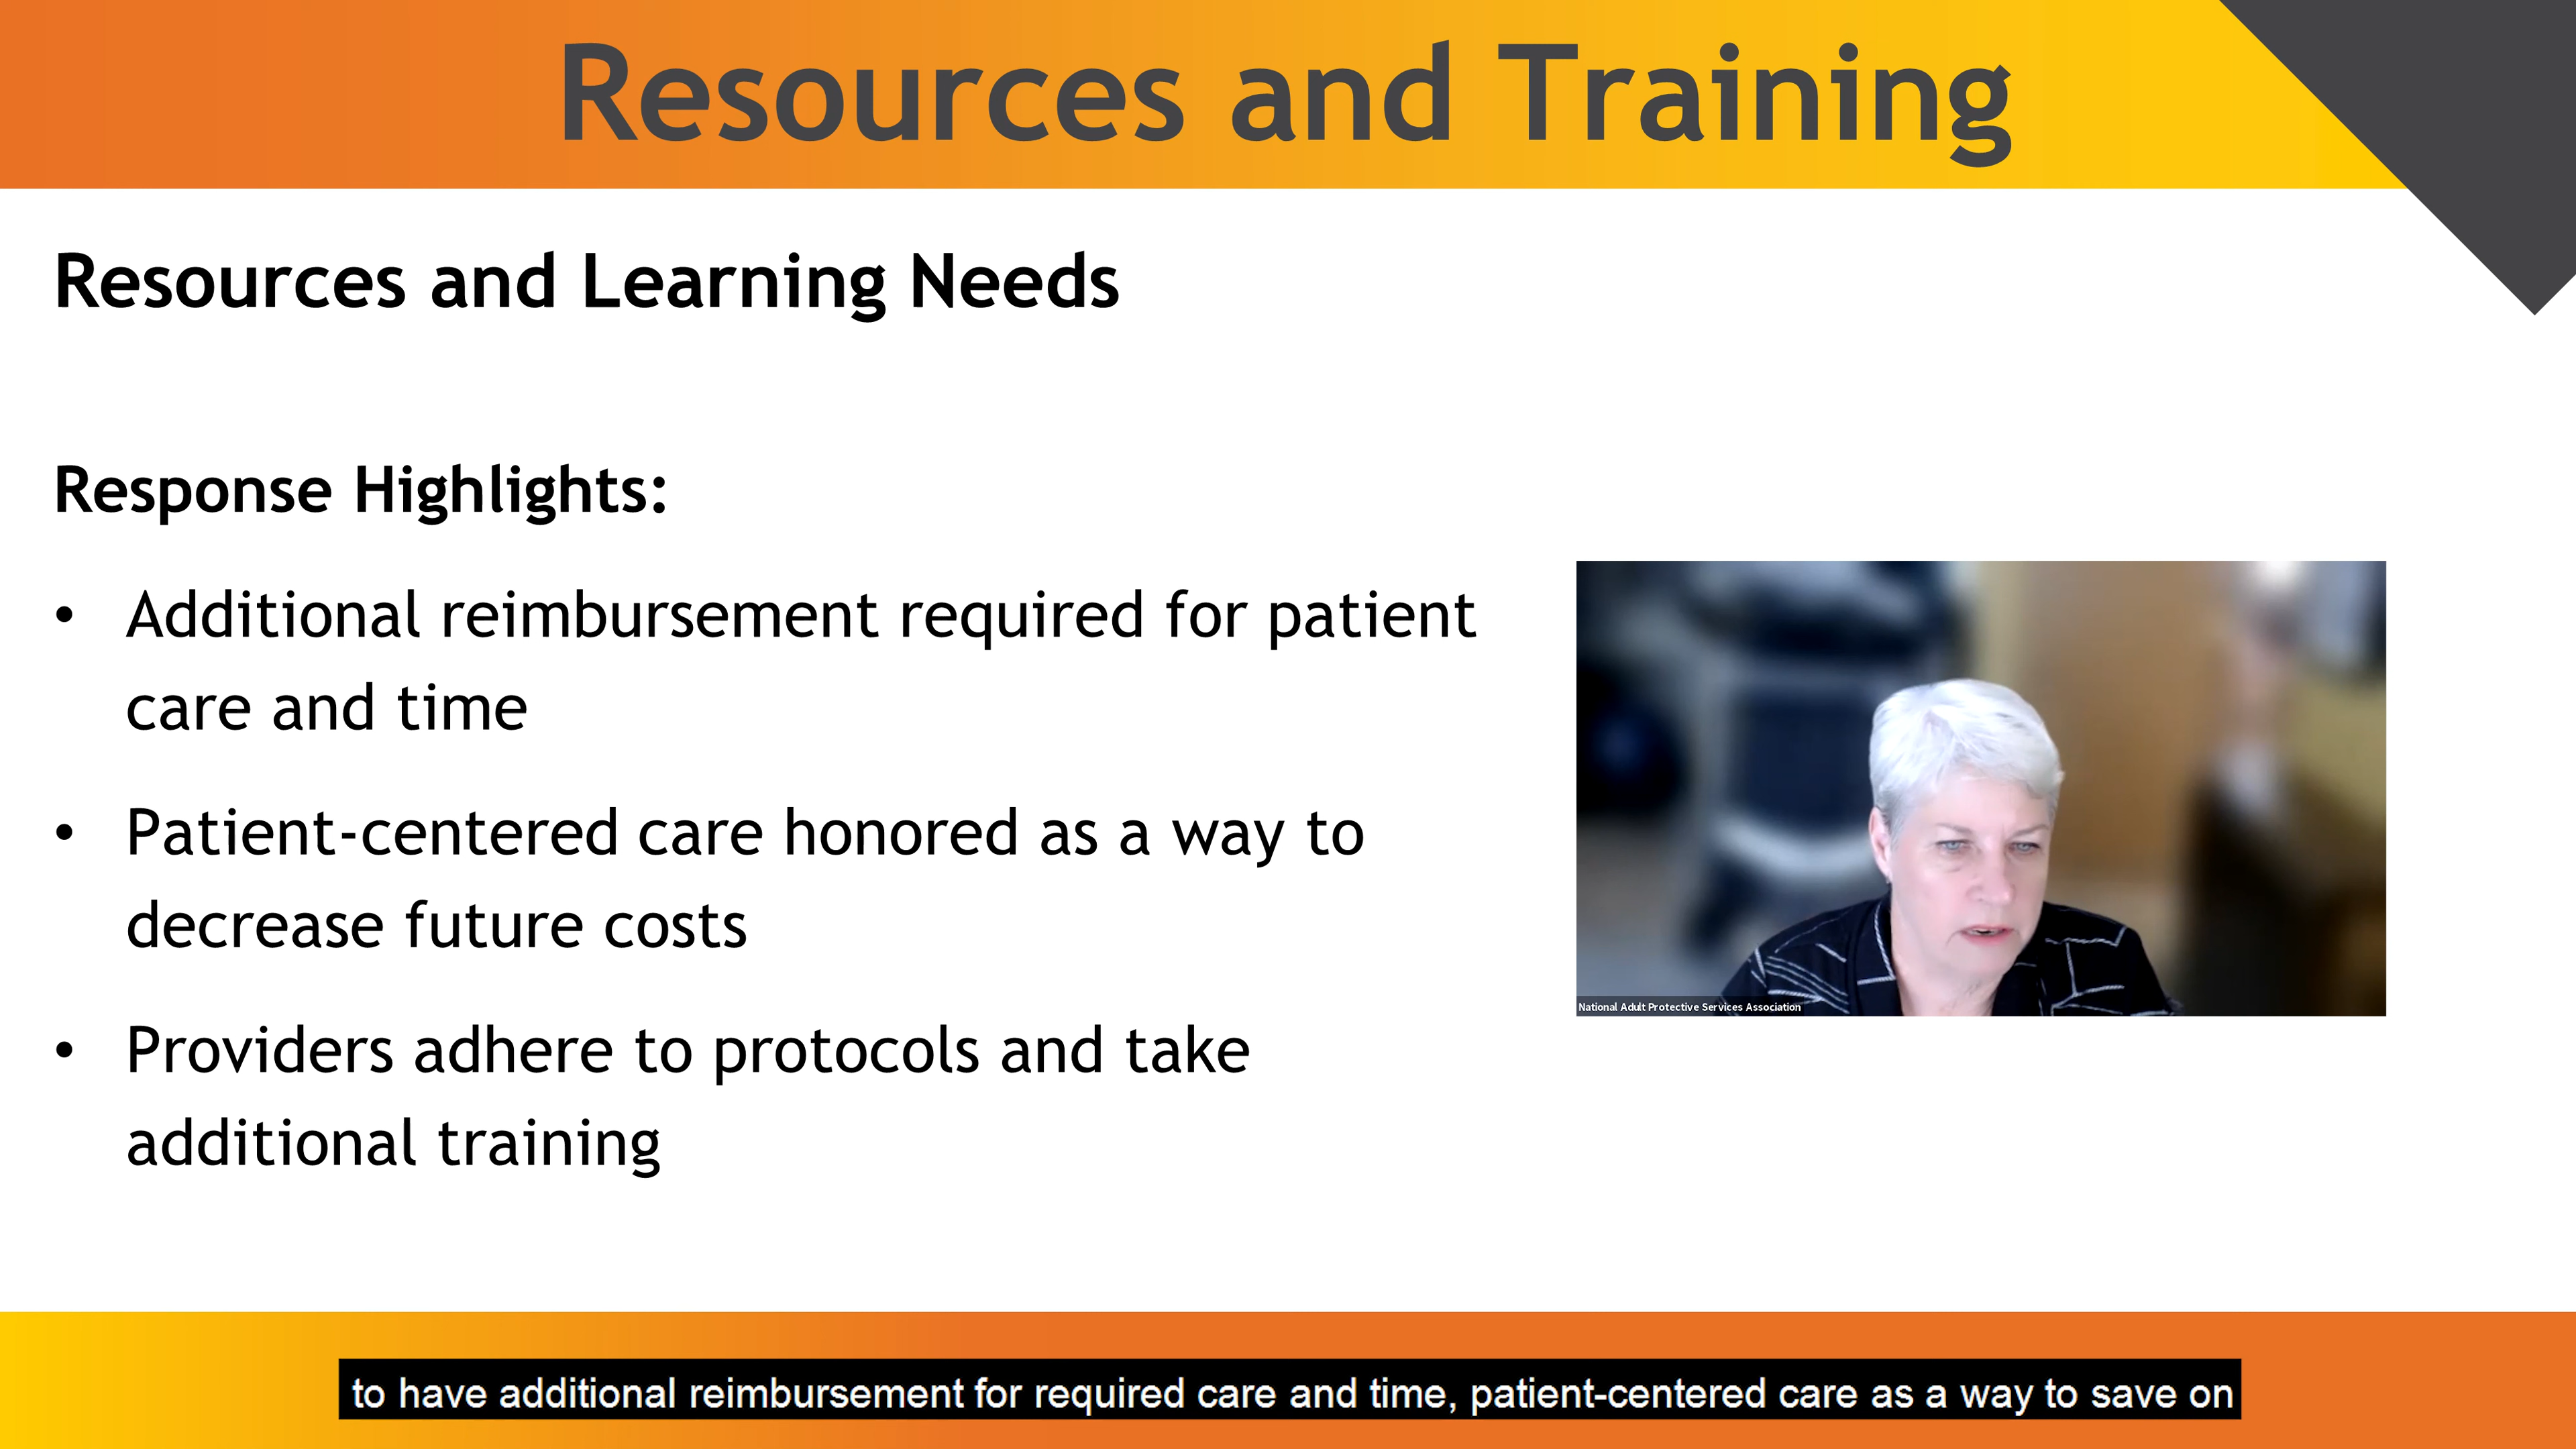 Resources and Training
Resources and Learning Needs
Response Highlights:
• Additional reimbursement required for patient
care and time
• Patient-centered care honored as a way to
decrease future costs
• Providers adhere to protocols and take
additional training
National Adult Protective Services Association
to have additional reimbursement for required care and time, patient-centered care as a way to save on